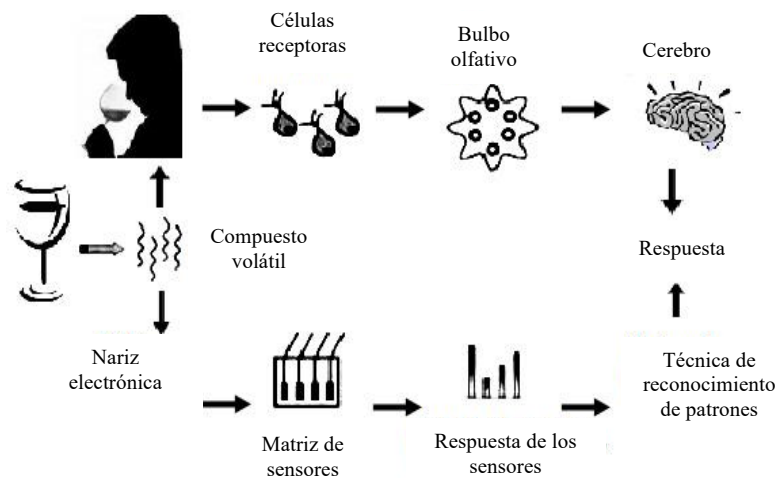 Células
receptoras
Bulbo
olfativo
Cerebro
Compuesto
volátil
Respuesta
Nariz
electrónica
Matriz de
sensores
Respuesta de los
sensores
Técnica de
reconocimiento
de patrones